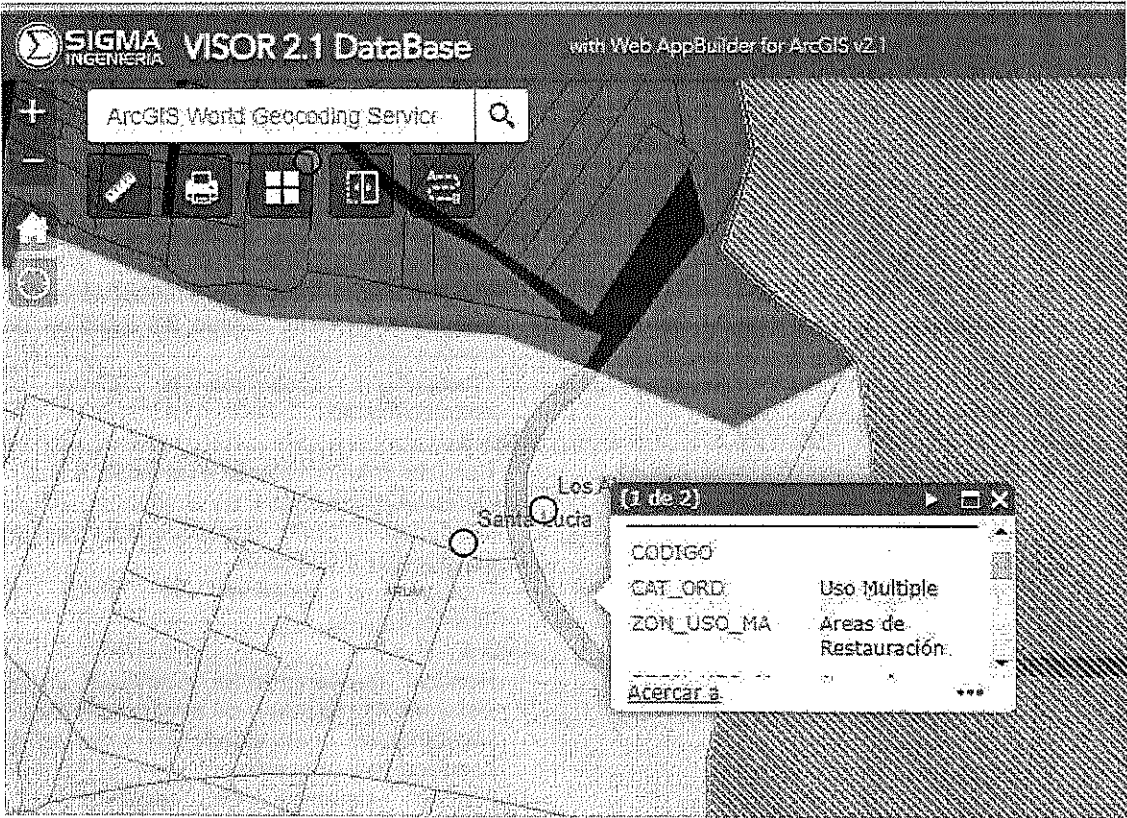 SIGMA
INGENIERIA
VISOR 2.1 DataBase
with Web AppBuilder for ArcGIS v2.1
ArcGIS World Geocoding Service
Los A
Santa Lucia
(1 de 2)
CODIGO
CAT_ORD Uso Multiple
ZON_USO_MA Areas de
Restauración
Acercar a